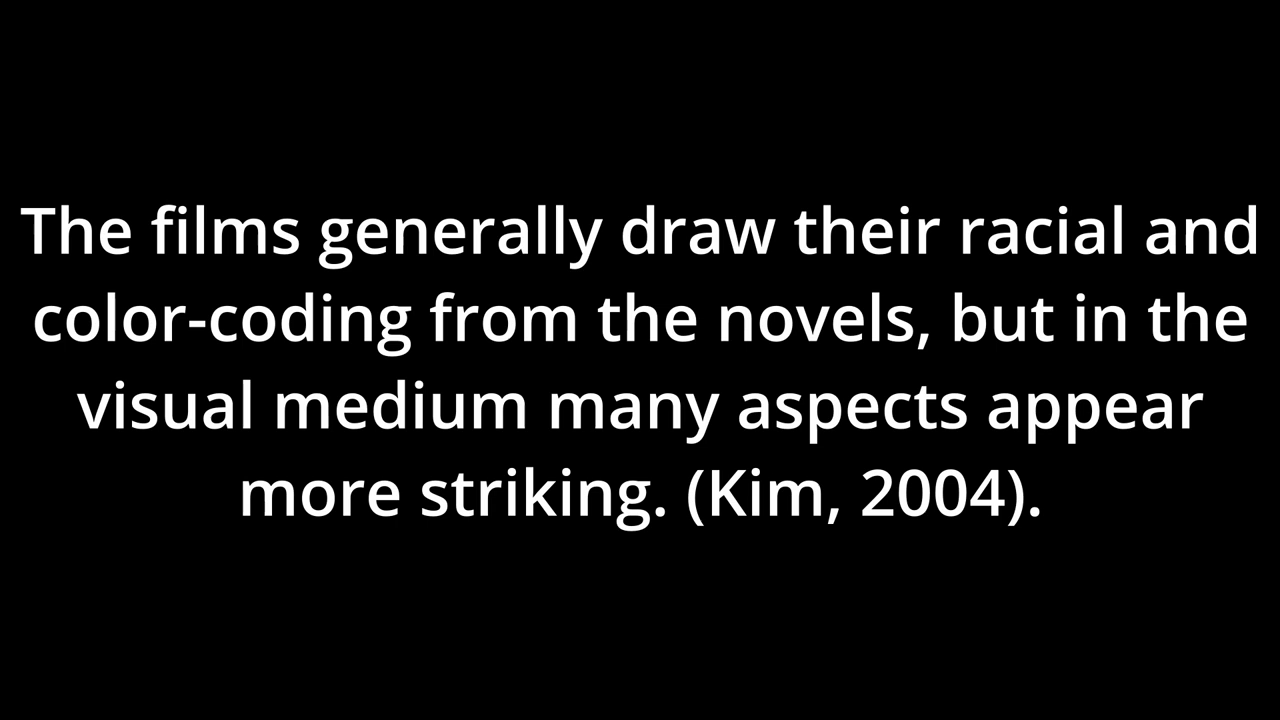 The films generally draw their racial and
color-coding from the novels, but in the
visual medium many aspects appear
more striking. (Kim, 2004).